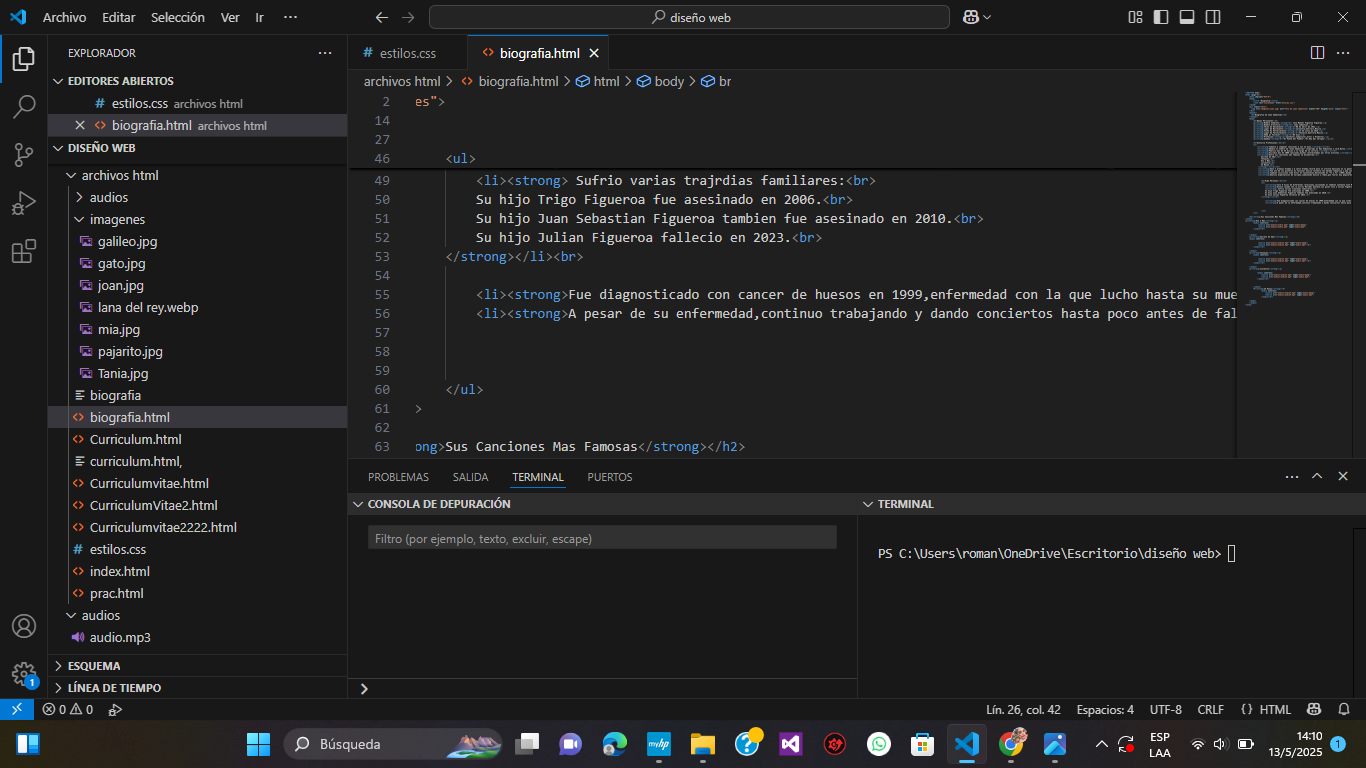 Archivo Editar Selección Ver Ir ···
diseño web
EXPLORADOR
EDITORES ABIERTOS
# estilos.css archivos html
biografia.html archivos html
DISEÑO WEB
archivos html
audios
imagenes
galileo.jpg
gato.jpg
joan.jpg
lana del rey.webp
mia.jpg
pajarito.jpg
Tania.jpg
biografia
biografia.html
Curriculum.html
curriculum.html,
Curriculumvitae.html
CurriculumVitae2.html
Curriculumvitae2222.html
# estilos.css
index.html
prac.html
audios
audio.mp3
ESQUEMA
LÍNEA DE TIEMPO
# estilos.css
biografia.html
archivos html > biografia.html > html > body > br
2 es">
14
27
46 <ul>
49 <li><strong> Sufrio varias trajrdias familiares:<br>
50 Su hijo Trigo Figueroa fue asesinado en 2006.<br>
51 Su hijo Juan Sebastian Figueroa tambien fue asesinado en 2010.<br>
52 Su hijo Julian Figueroa fallecio en 2023.<br>
53 </strong></li><br>
54
55 <li><strong>Fue diagnosticado con cancer de huesos en 1999,enfermedad con la que lucho hasta su mue
56 <li><strong>A pesar de su enfermedad,continuo trabajando y dando conciertos hasta poco antes de fal
57
58
59
60 </ul>
61 >
62
63 ong>Sus Canciones Mas Famosas</strong></h2>
PROBLEMAS SALIDA TERMINAL PUERTOS
CONSOLA DE DEPURACIÓN
Filtro (por ejemplo, texto, excluir, escape)
TERMINAL
PS C:\Users\roman\OneDrive\Escritorio\diseño web>
1
0 0
Lín. 26, col. 42 Espacios: 4 UTF-8 CRLF {} HTML
Búsqueda
myhp
ESP
LAA
14:10
13/5/2025
1